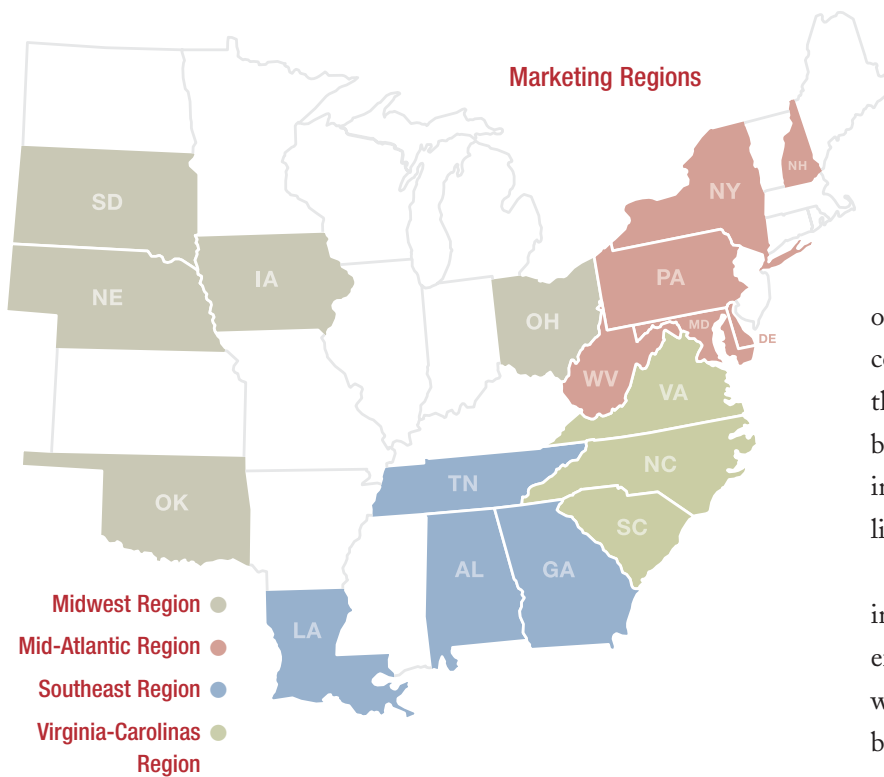 Marketing Regions
NH
NY
SD
PA
IA
NE
OH
MD
DE
WV
VA
NC
TN
OK
SC
AL
GA
LA
Midwest Region
Mid-Atlantic Region
Southeast Region
Virginia-Carolinas
Region